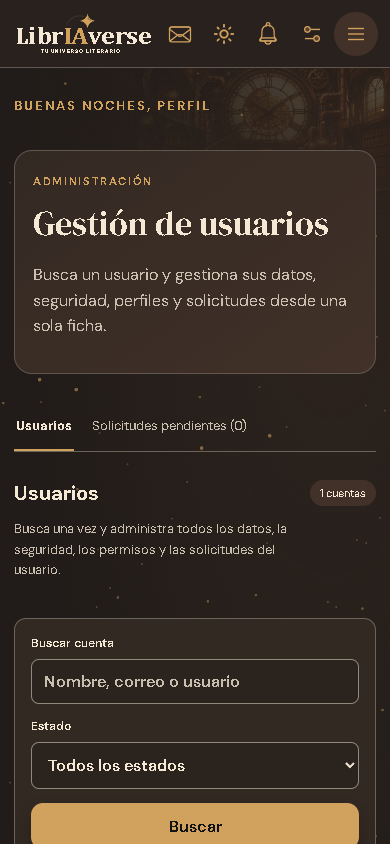 LibrIAverse
TU UNIVERSO LITERARIO
BUENAS NOCHES, PERFIL
ADMINISTRACIÓN
Gestión de usuarios
Busca un usuario y gestiona sus datos,
seguridad, perfiles y solicitudes desde una
sola ficha.
Usuarios
Solicitudes pendientes (0)
Usuarios
1 cuentas
Busca una vez y administra todos los datos, la
seguridad, los permisos y las solicitudes del
usuario.
Buscar cuenta
Nombre, correo o usuario
Estado
Todos los estados
Buscar